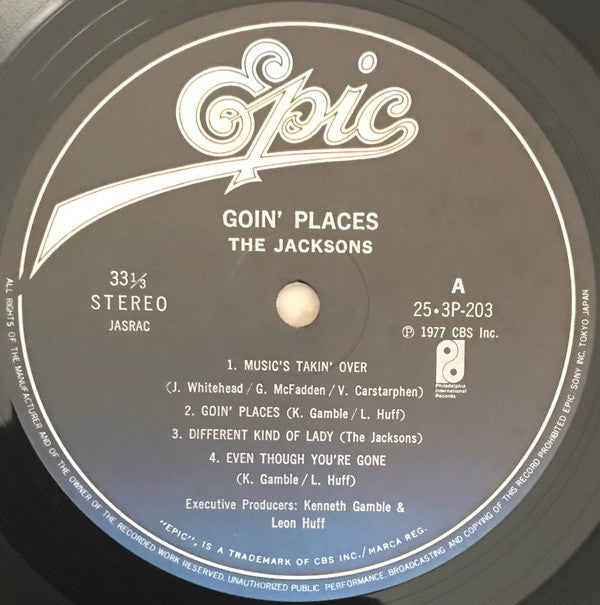 Epic
GOIN' PLACES
THE JACKSONS
33⅓
STEREO
JASRAC
A
25・3P-203
Ⓟ 1977 CBS Inc.
Philadelphia
International
Records
1. MUSIC'S TAKIN' OVER
(J. Whitehead / G. McFadden / V. Carstarphen)
2. GOIN' PLACES (K. Gamble / L. Huff)
3. DIFFERENT KIND OF LADY (The Jacksons)
4. EVEN THOUGH YOU'RE GONE
(K. Gamble / L. Huff)
Executive Producers: Kenneth Gamble &
Leon Huff
"EPIC", IS A TRADEMARK OF CBS INC./MARCA REG.
ALL RIGHTS OF THE MANUFACTURER AND OF THE OWNER OF THE RECORDED WORK RESERVED. UNAUTHORIZED PUBLIC PERFORMANCE, BROADCASTING AND COPYING OF THIS RECORD PROHIBITED EPIC. SONY INC. TOKYO JAPAN